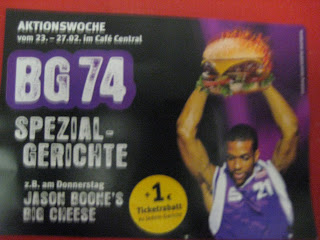 AKTIONSWOCHE
vom 23. – 27.02. im Café Central
BG 74
SPEZIAL-
GERICHTE
z.B. am Donnerstag
JASON BOONE'S
BIG CHEESE
+1.€
Ticketrabatt
21